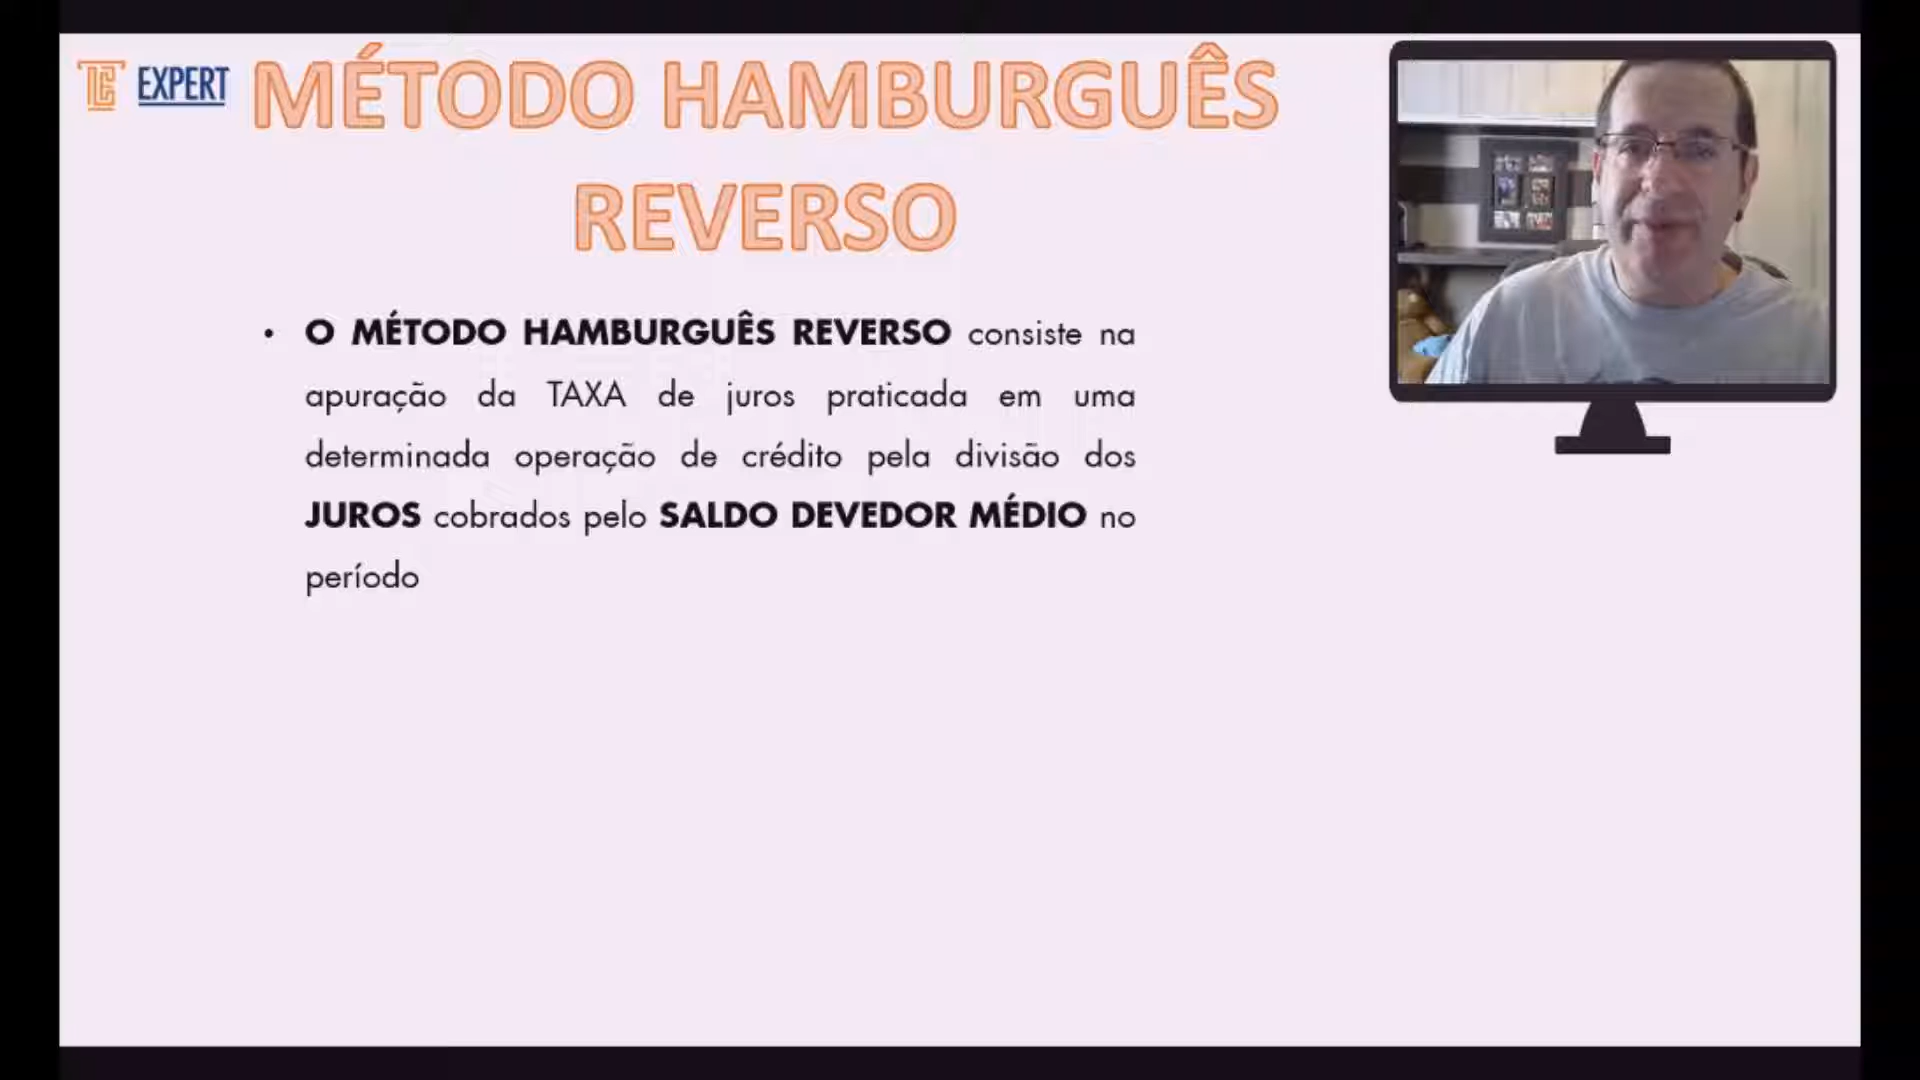 EXPERT
MÉTODO HAMBURGUÊS
REVERSO
• O MÉTODO HAMBURGUÊS REVERSO consiste na
apuração da TAXA de juros praticada em uma
determinada operação de crédito pela divisão dos
JUROS cobrados pelo SALDO DEVEDOR MÉDIO no
período